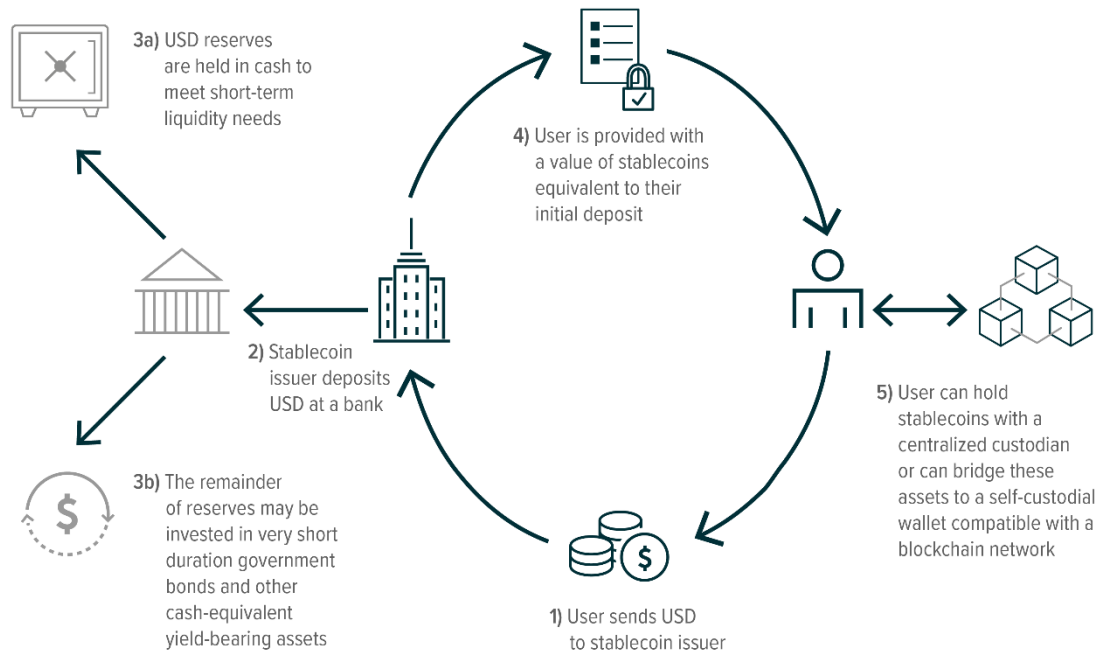 3a) USD reserves
are held in cash to
meet short-term
liquidity needs
4) User is provided with
a value of stablecoins
equivalent to their
initial deposit
2) Stablecoin
issuer deposits
USD at a bank
5) User can hold
stablecoins with a
centralized custodian
or can bridge these
assets to a self-custodial
wallet compatible with a
blockchain network
$
3b) The remainder
of reserves may be
invested in very short
duration government
bonds and other
cash-equivalent
yield-bearing assets
$
1) User sends USD
to stablecoin issuer